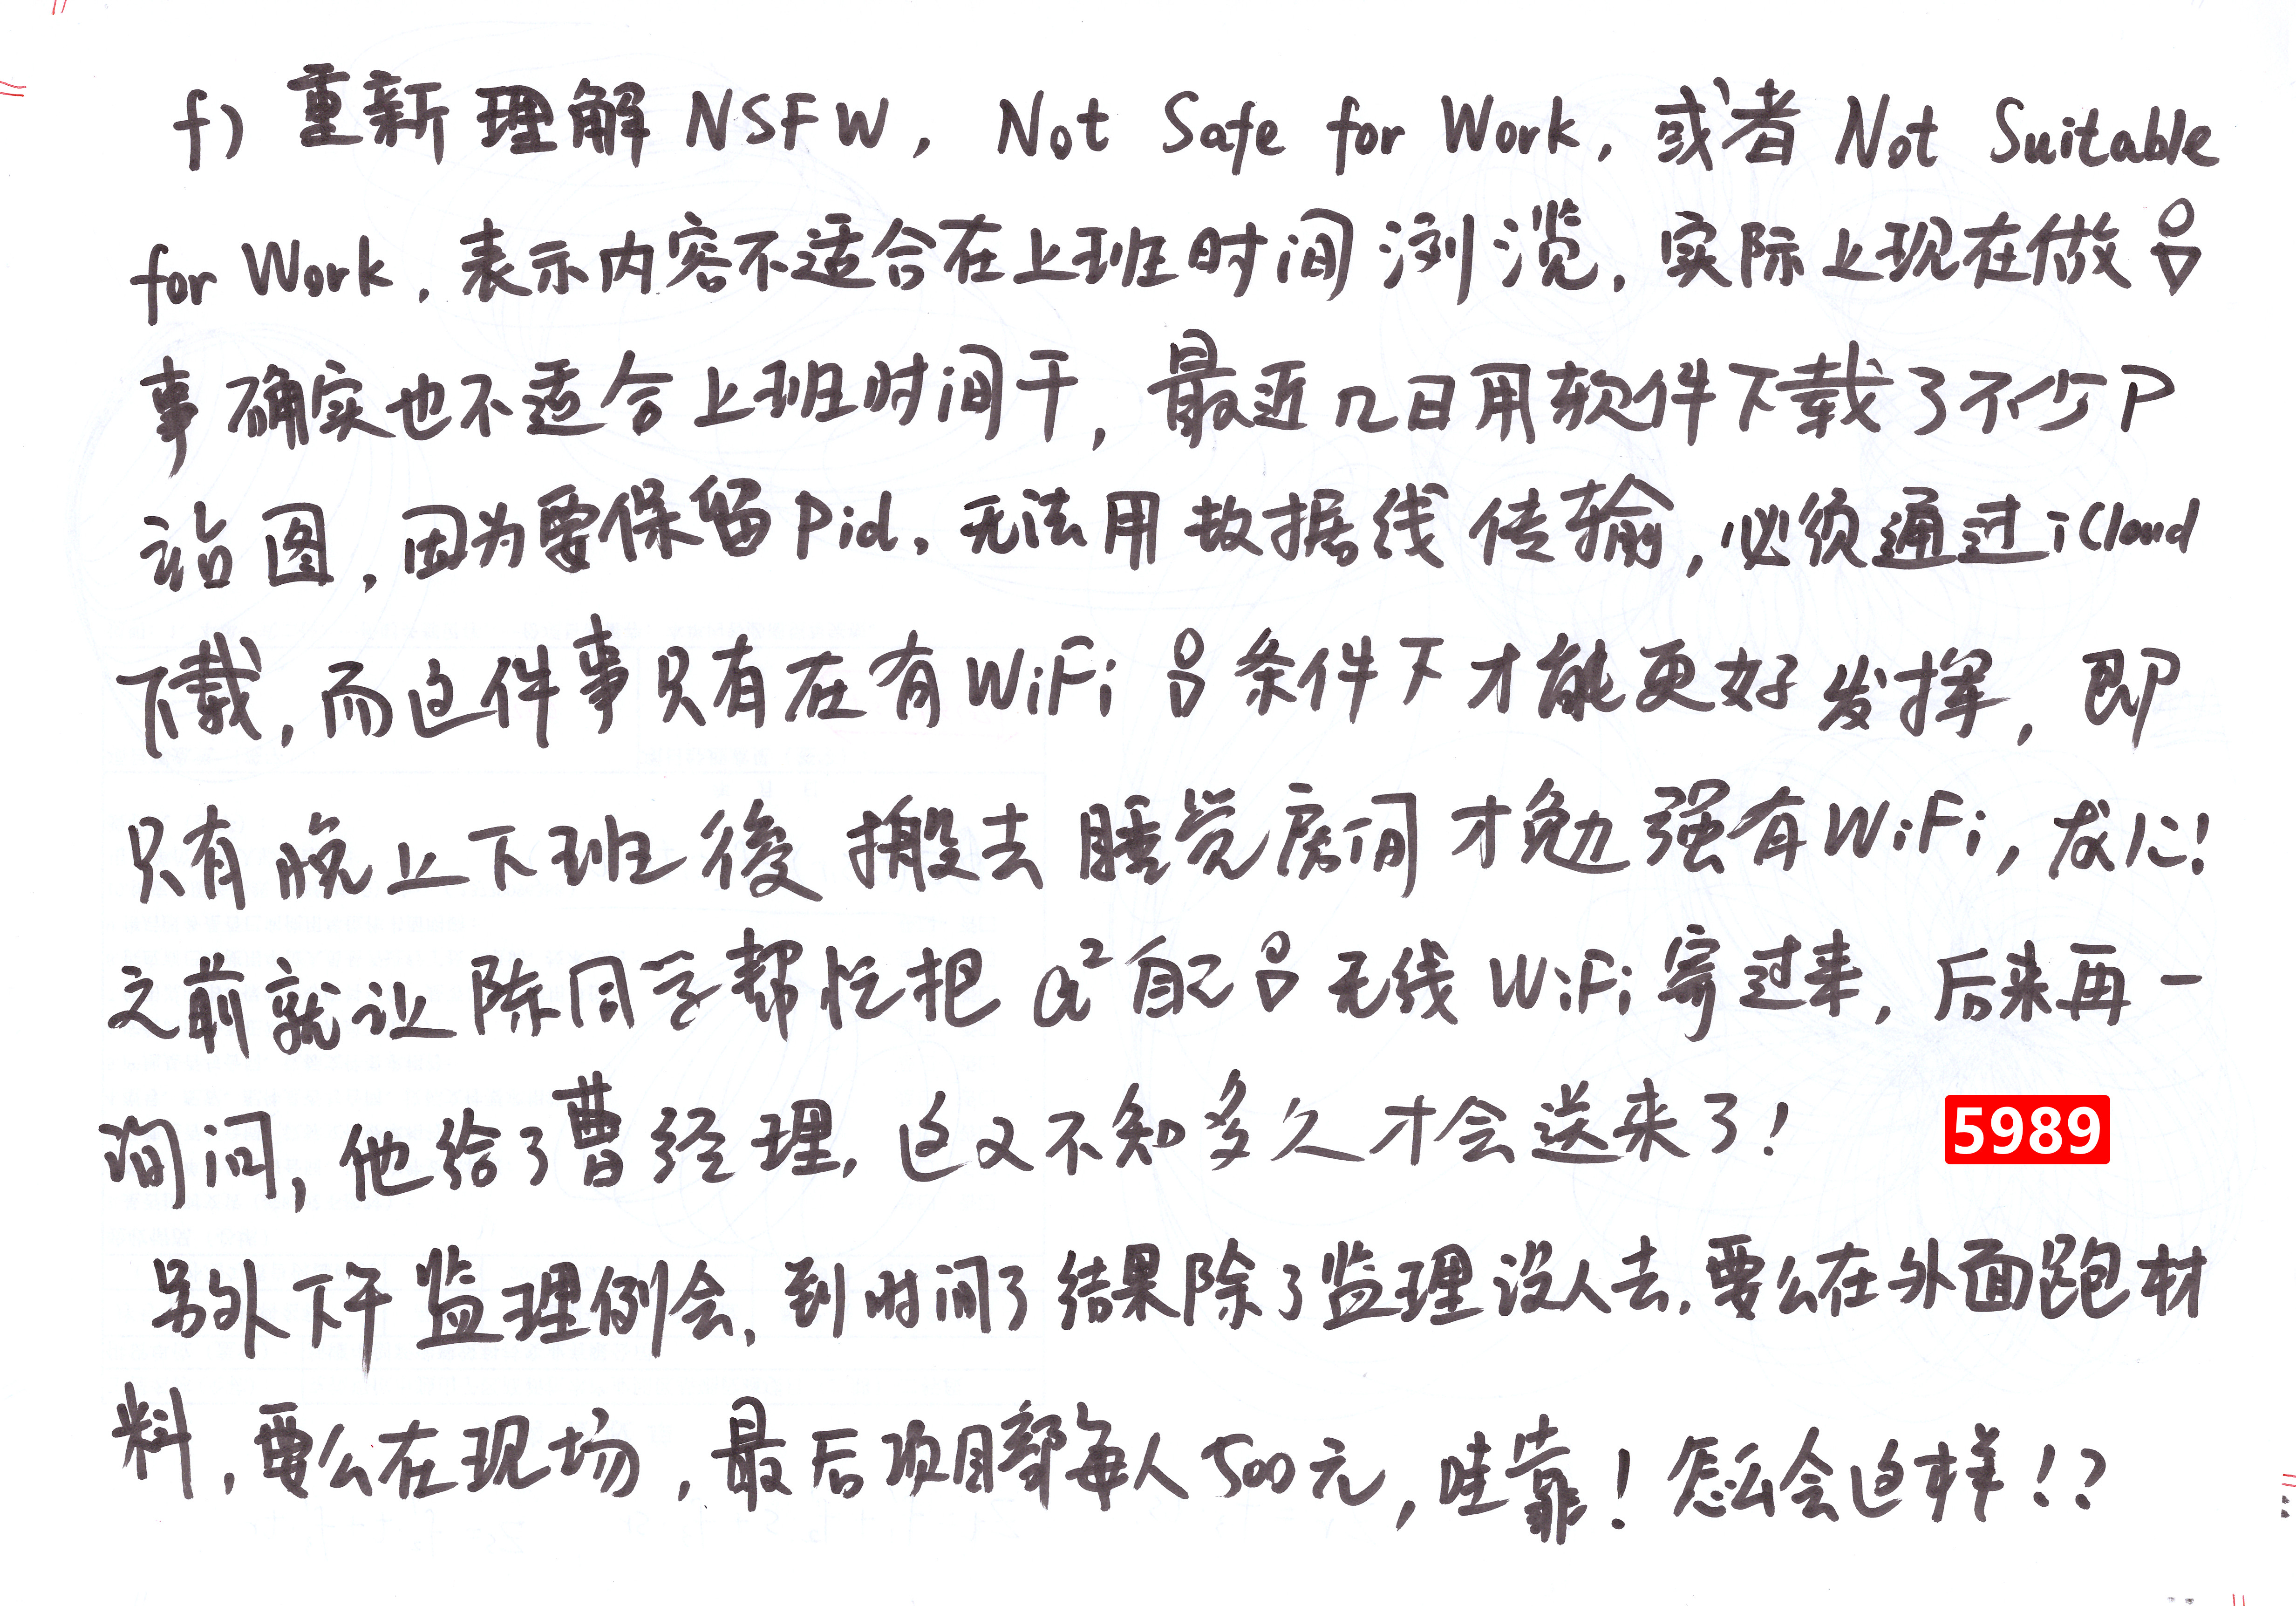 f) 重新理解 NSFW, Not Safe for Work, 或者 Not Suitable
for Work, 表示内容不适合在上班时间浏览, 实际上现在做
事确实也不适合上班时间干, 最近几日用软件下载了不少P
站图, 因为要保留Pid, 无法用数据线传输, 必须通过iCloud
下载, 而这件事只有在有WiFi 条件下才能更好发挥, 即
只有晚上下班後搬去睡觉房间才勉强有WiFi,
之前就让陈同学帮忙把 a² 自己 无线WiFi寄过来, 后来再一
询问, 他给了曹经理, 这又不知多久才会送来了!
5989
另外下午监理例会, 到时间了结果除了监理没人去, 要么在外面跑材
料, 要么在现场, 最后项目部每人500元, 哇靠! 怎么会这样!?